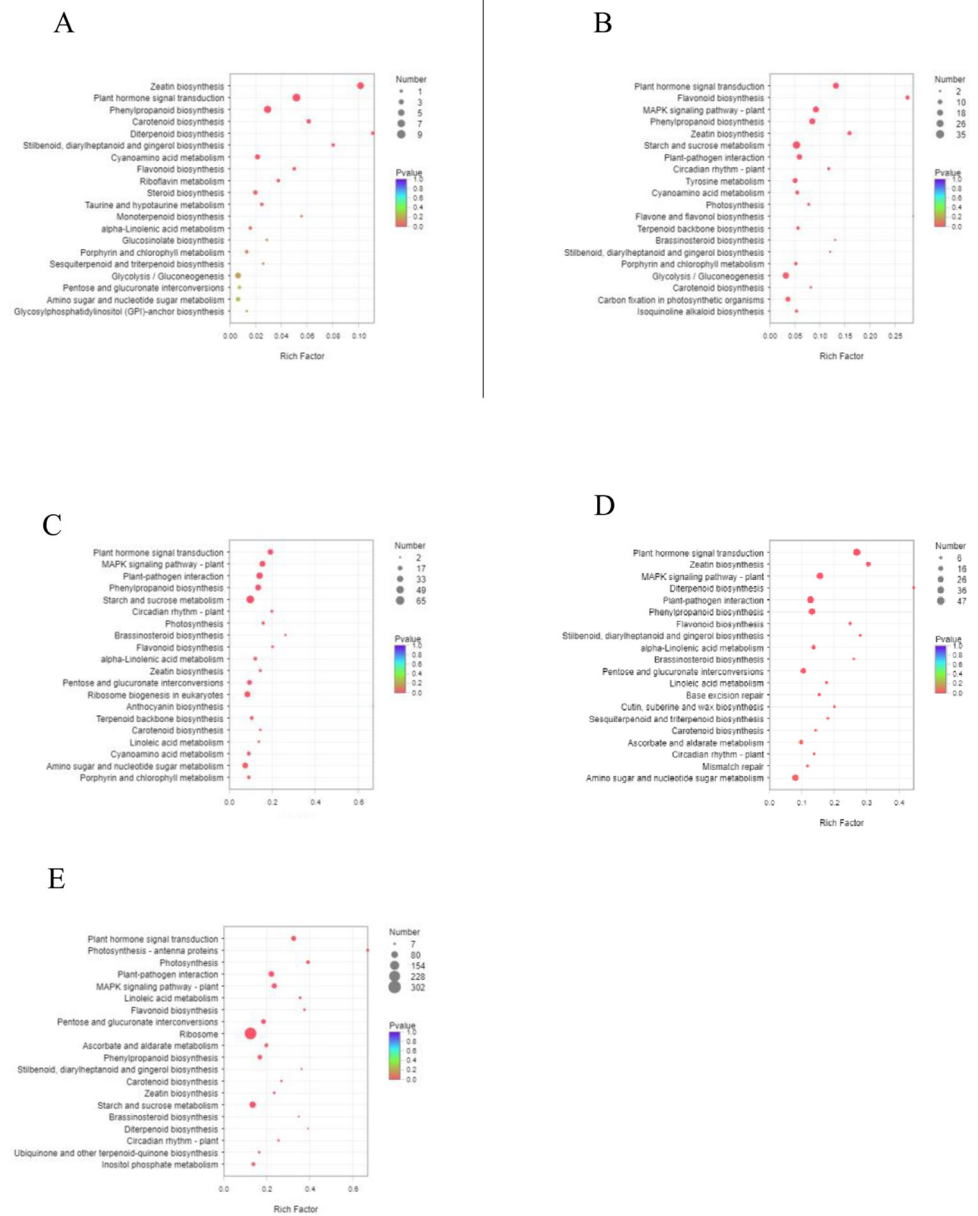 A
Zeatin biosynthesis
Plant hormone signal transduction
Phenylpropanoid biosynthesis
Carotenoid biosynthesis
Diterpenoid biosynthesis
Stilbenoid, diarylheptanoid and gingerol biosynthesis
Cyanoamino acid metabolism
Flavonoid biosynthesis
Riboflavin metabolism
Steroid biosynthesis
Taurine and hypotaurine metabolism
Monoterpenoid biosynthesis
alpha-Linolenic acid metabolism
Glucosinolate biosynthesis
Porphyrin and chlorophyll metabolism
Sesquiterpenoid and triterpenoid biosynthesis
Glycolysis / Gluconeogenesis
Pentose and glucuronate interconversions
Amino sugar and nucleotide sugar metabolism
Glycosylphosphatidylinositol (GPI)-anchor biosynthesis
0.00 0.02 0.04 0.06 0.08 0.10
Rich Factor
Number
1
3
5
7
9
Pvalue
1.0
0.8
0.6
0.4
0.2
0.0
B
Plant hormone signal transduction
Flavonoid biosynthesis
MAPK signaling pathway - plant
Phenylpropanoid biosynthesis
Zeatin biosynthesis
Starch and sucrose metabolism
Plant-pathogen interaction
Circadian rhythm - plant
Tyrosine metabolism
Cyanoamino acid metabolism
Photosynthesis
Flavone and flavonol biosynthesis
Terpenoid backbone biosynthesis
Brassinosteroid biosynthesis
Stilbenoid, diarylheptanoid and gingerol biosynthesis
Porphyrin and chlorophyll metabolism
Glycolysis / Gluconeogenesis
Carotenoid biosynthesis
Carbon fixation in photosynthetic organisms
Isoquinoline alkaloid biosynthesis
0.00 0.05 0.10 0.15 0.20 0.25
Rich Factor
Number
2
10
18
26
35
Pvalue
1.0
0.8
0.6
0.4
0.2
0.0
C
Plant hormone signal transduction
MAPK signaling pathway - plant
Plant-pathogen interaction
Phenylpropanoid biosynthesis
Starch and sucrose metabolism
Circadian rhythm - plant
Photosynthesis
Brassinosteroid biosynthesis
Flavonoid biosynthesis
alpha-Linolenic acid metabolism
Zeatin biosynthesis
Pentose and glucuronate interconversions
Ribosome biogenesis in eukaryotes
Anthocyanin biosynthesis
Terpenoid backbone biosynthesis
Carotenoid biosynthesis
Linoleic acid metabolism
Cyanoamino acid metabolism
Amino sugar and nucleotide sugar metabolism
Porphyrin and chlorophyll metabolism
0.0 0.2 0.4 0.6
Number
2
17
33
49
65
Pvalue
1.0
0.8
0.6
0.4
0.2
0.0
D
Plant hormone signal transduction
Zeatin biosynthesis
MAPK signaling pathway - plant
Diterpenoid biosynthesis
Plant-pathogen interaction
Phenylpropanoid biosynthesis
Flavonoid biosynthesis
Stilbenoid, diarylheptanoid and gingerol biosynthesis
alpha-Linolenic acid metabolism
Brassinosteroid biosynthesis
Pentose and glucuronate interconversions
Linoleic acid metabolism
Base excision repair
Cutin, suberine and wax biosynthesis
Sesquiterpenoid and triterpenoid biosynthesis
Carotenoid biosynthesis
Ascorbate and aldarate metabolism
Circadian rhythm - plant
Mismatch repair
Amino sugar and nucleotide sugar metabolism
0.0 0.1 0.2 0.3 0.4
Rich Factor
Number
6
16
26
36
47
Pvalue
1.0
0.8
0.6
0.4
0.2
0.0
E
Plant hormone signal transduction
Photosynthesis - antenna proteins
Photosynthesis
Plant-pathogen interaction
MAPK signaling pathway - plant
Linoleic acid metabolism
Flavonoid biosynthesis
Pentose and glucuronate interconversions
Ribosome
Ascorbate and aldarate metabolism
Phenylpropanoid biosynthesis
Stilbenoid, diarylheptanoid and gingerol biosynthesis
Carotenoid biosynthesis
Zeatin biosynthesis
Starch and sucrose metabolism
Brassinosteroid biosynthesis
Diterpenoid biosynthesis
Circadian rhythm - plant
Ubiquinone and other terpenoid-quinone biosynthesis
Inositol phosphate metabolism
0.0 0.2 0.4 0.6
Rich Factor
Number
7
80
154
228
302
Pvalue
1.0
0.8
0.6
0.4
0.2
0.0